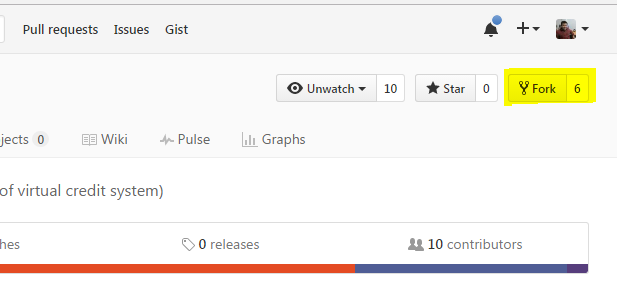 Pull requests Issues Gist
Unwatch 10 Star 0 Fork 6
jects 0 Wiki Pulse Graphs
of virtual credit system)
hes 0 releases 10 contributors